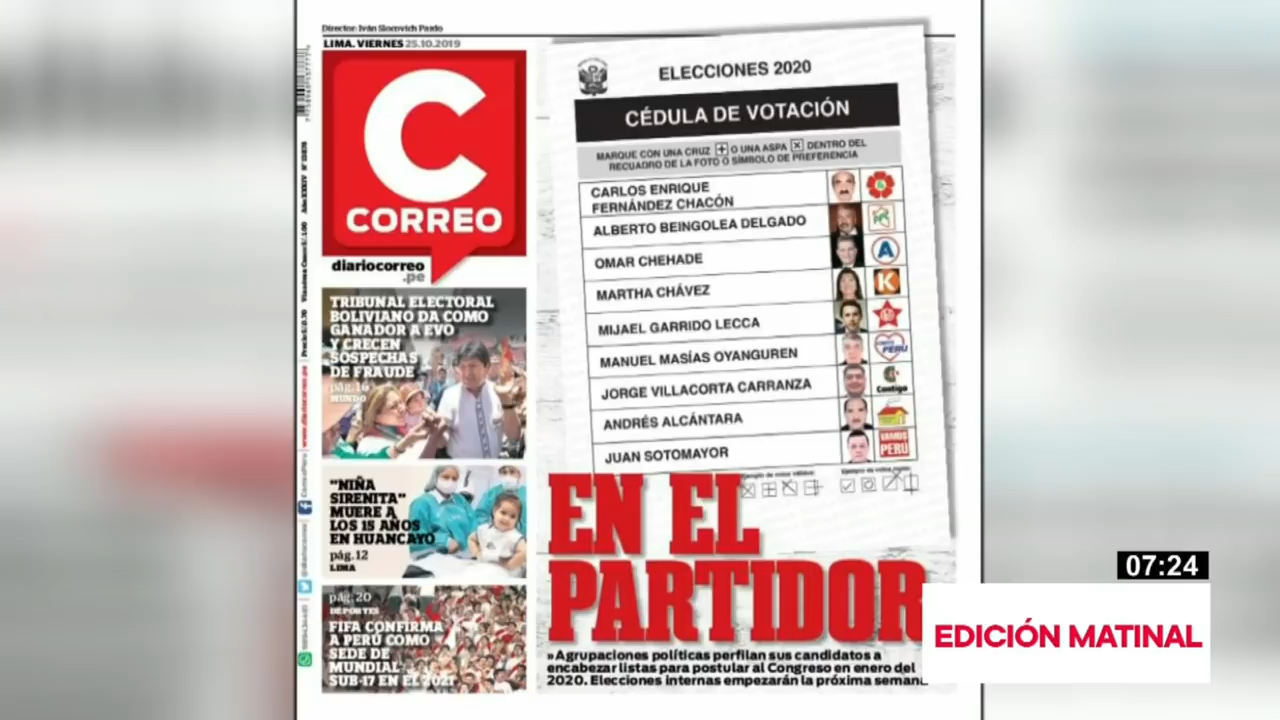 Director: Iván Slocovich Pardo
LIMA. VIERNES 25.10.2019
C
CORREO
diariocorreo
.pe
TRIBUNAL ELECTORAL
BOLIVIANO DA COMO
GANADOR A EVO
Y CRECEN
SOSPECHAS
DE FRAUDE
pág.16
MUNDO
"NIÑA
SIRENITA"
MUERE A
LOS 15 AÑOS
EN HUANCAYO
pág.12
LIMA
pág.20
DEPORTES
FIFA CONFIRMA
A PERÚ COMO
SEDE DE
MUNDIAL
SUB-17 EN EL 2021
ELECCIONES 2020
CÉDULA DE VOTACIÓN
MARQUE CON UNA CRUZ + O UNA ASPA X DENTRO DEL
RECUADRO DE LA FOTO O SÍMBOLO DE PREFERENCIA
CARLOS ENRIQUE
FERNÁNDEZ CHACÓN
ALBERTO BEINGOLEA DELGADO
OMAR CHEHADE
A
MARTHA CHÁVEZ
K
MIJAEL GARRIDO LECCA
MANUEL MASÍAS OYANGUREN
PERÚ
JORGE VILLACORTA CARRANZA
Contigo
ANDRÉS ALCÁNTARA
JUAN SOTOMAYOR
VAMOS
PERÚ
EN EL
PARTIDOR
»Agrupaciones políticas perfilan sus candidatos a
encabezar listas para postular al Congreso en enero del
2020. Elecciones internas empezarán la próxima
07:24
EDICIÓN MATINAL